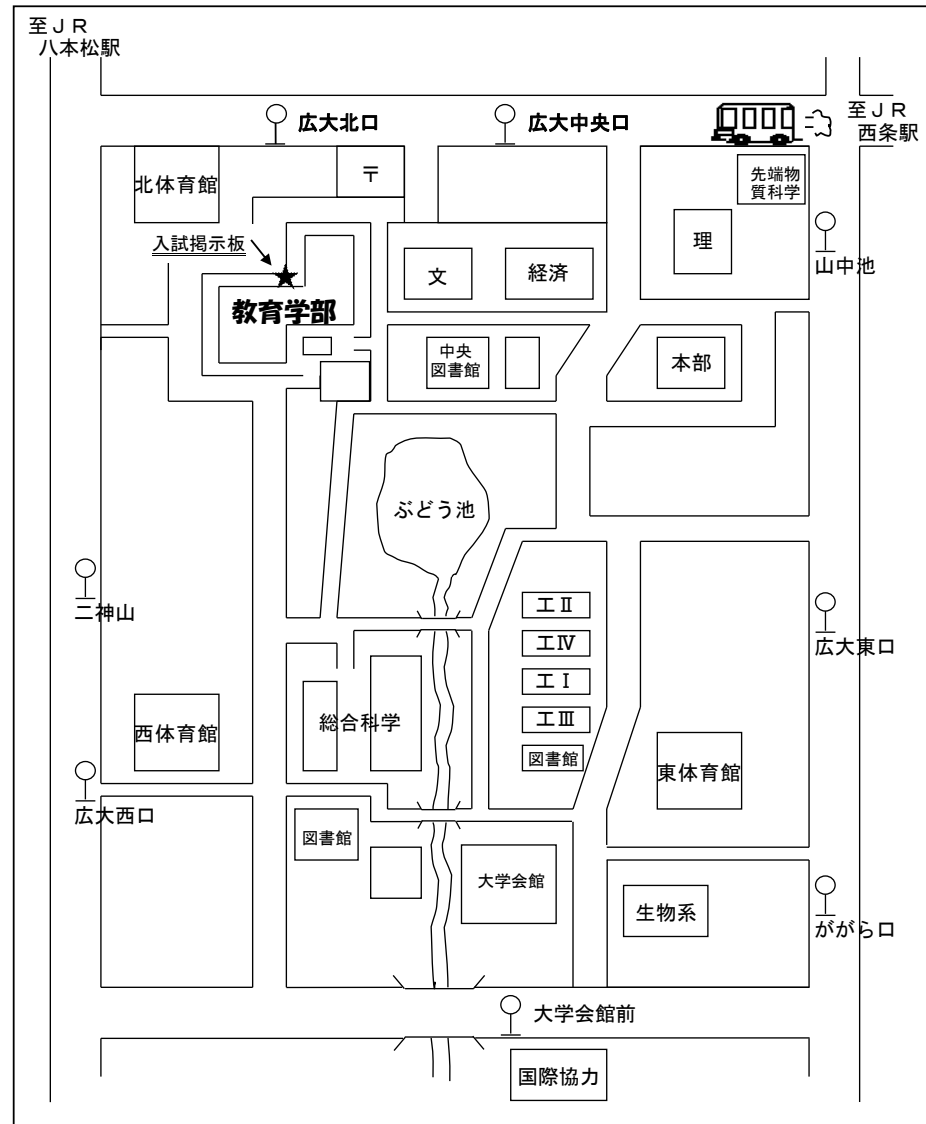 至ＪＲ
八本松駅
広大北口
広大中央口
至ＪＲ
西条駅
〒
北体育館
先端物
質科学
理
山中池
入試掲示板
文
経済
教育学部
中央
図書館
本部
ぶどう池
二神山
工Ⅱ
工Ⅳ
工Ⅰ
工Ⅲ
図書館
広大東口
西体育館
総合科学
東体育館
広大西口
図書館
大学会館
生物系
ががら口
大学会館前
国際協力